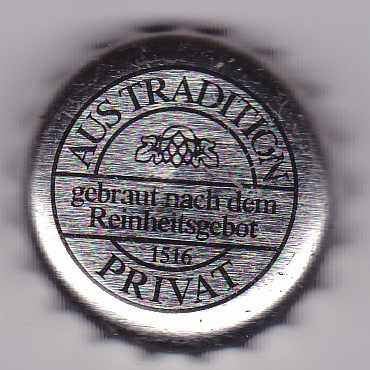 AUS TRADITION
gebraut nach dem
Reinheitsgebot
1516
PRIVAT